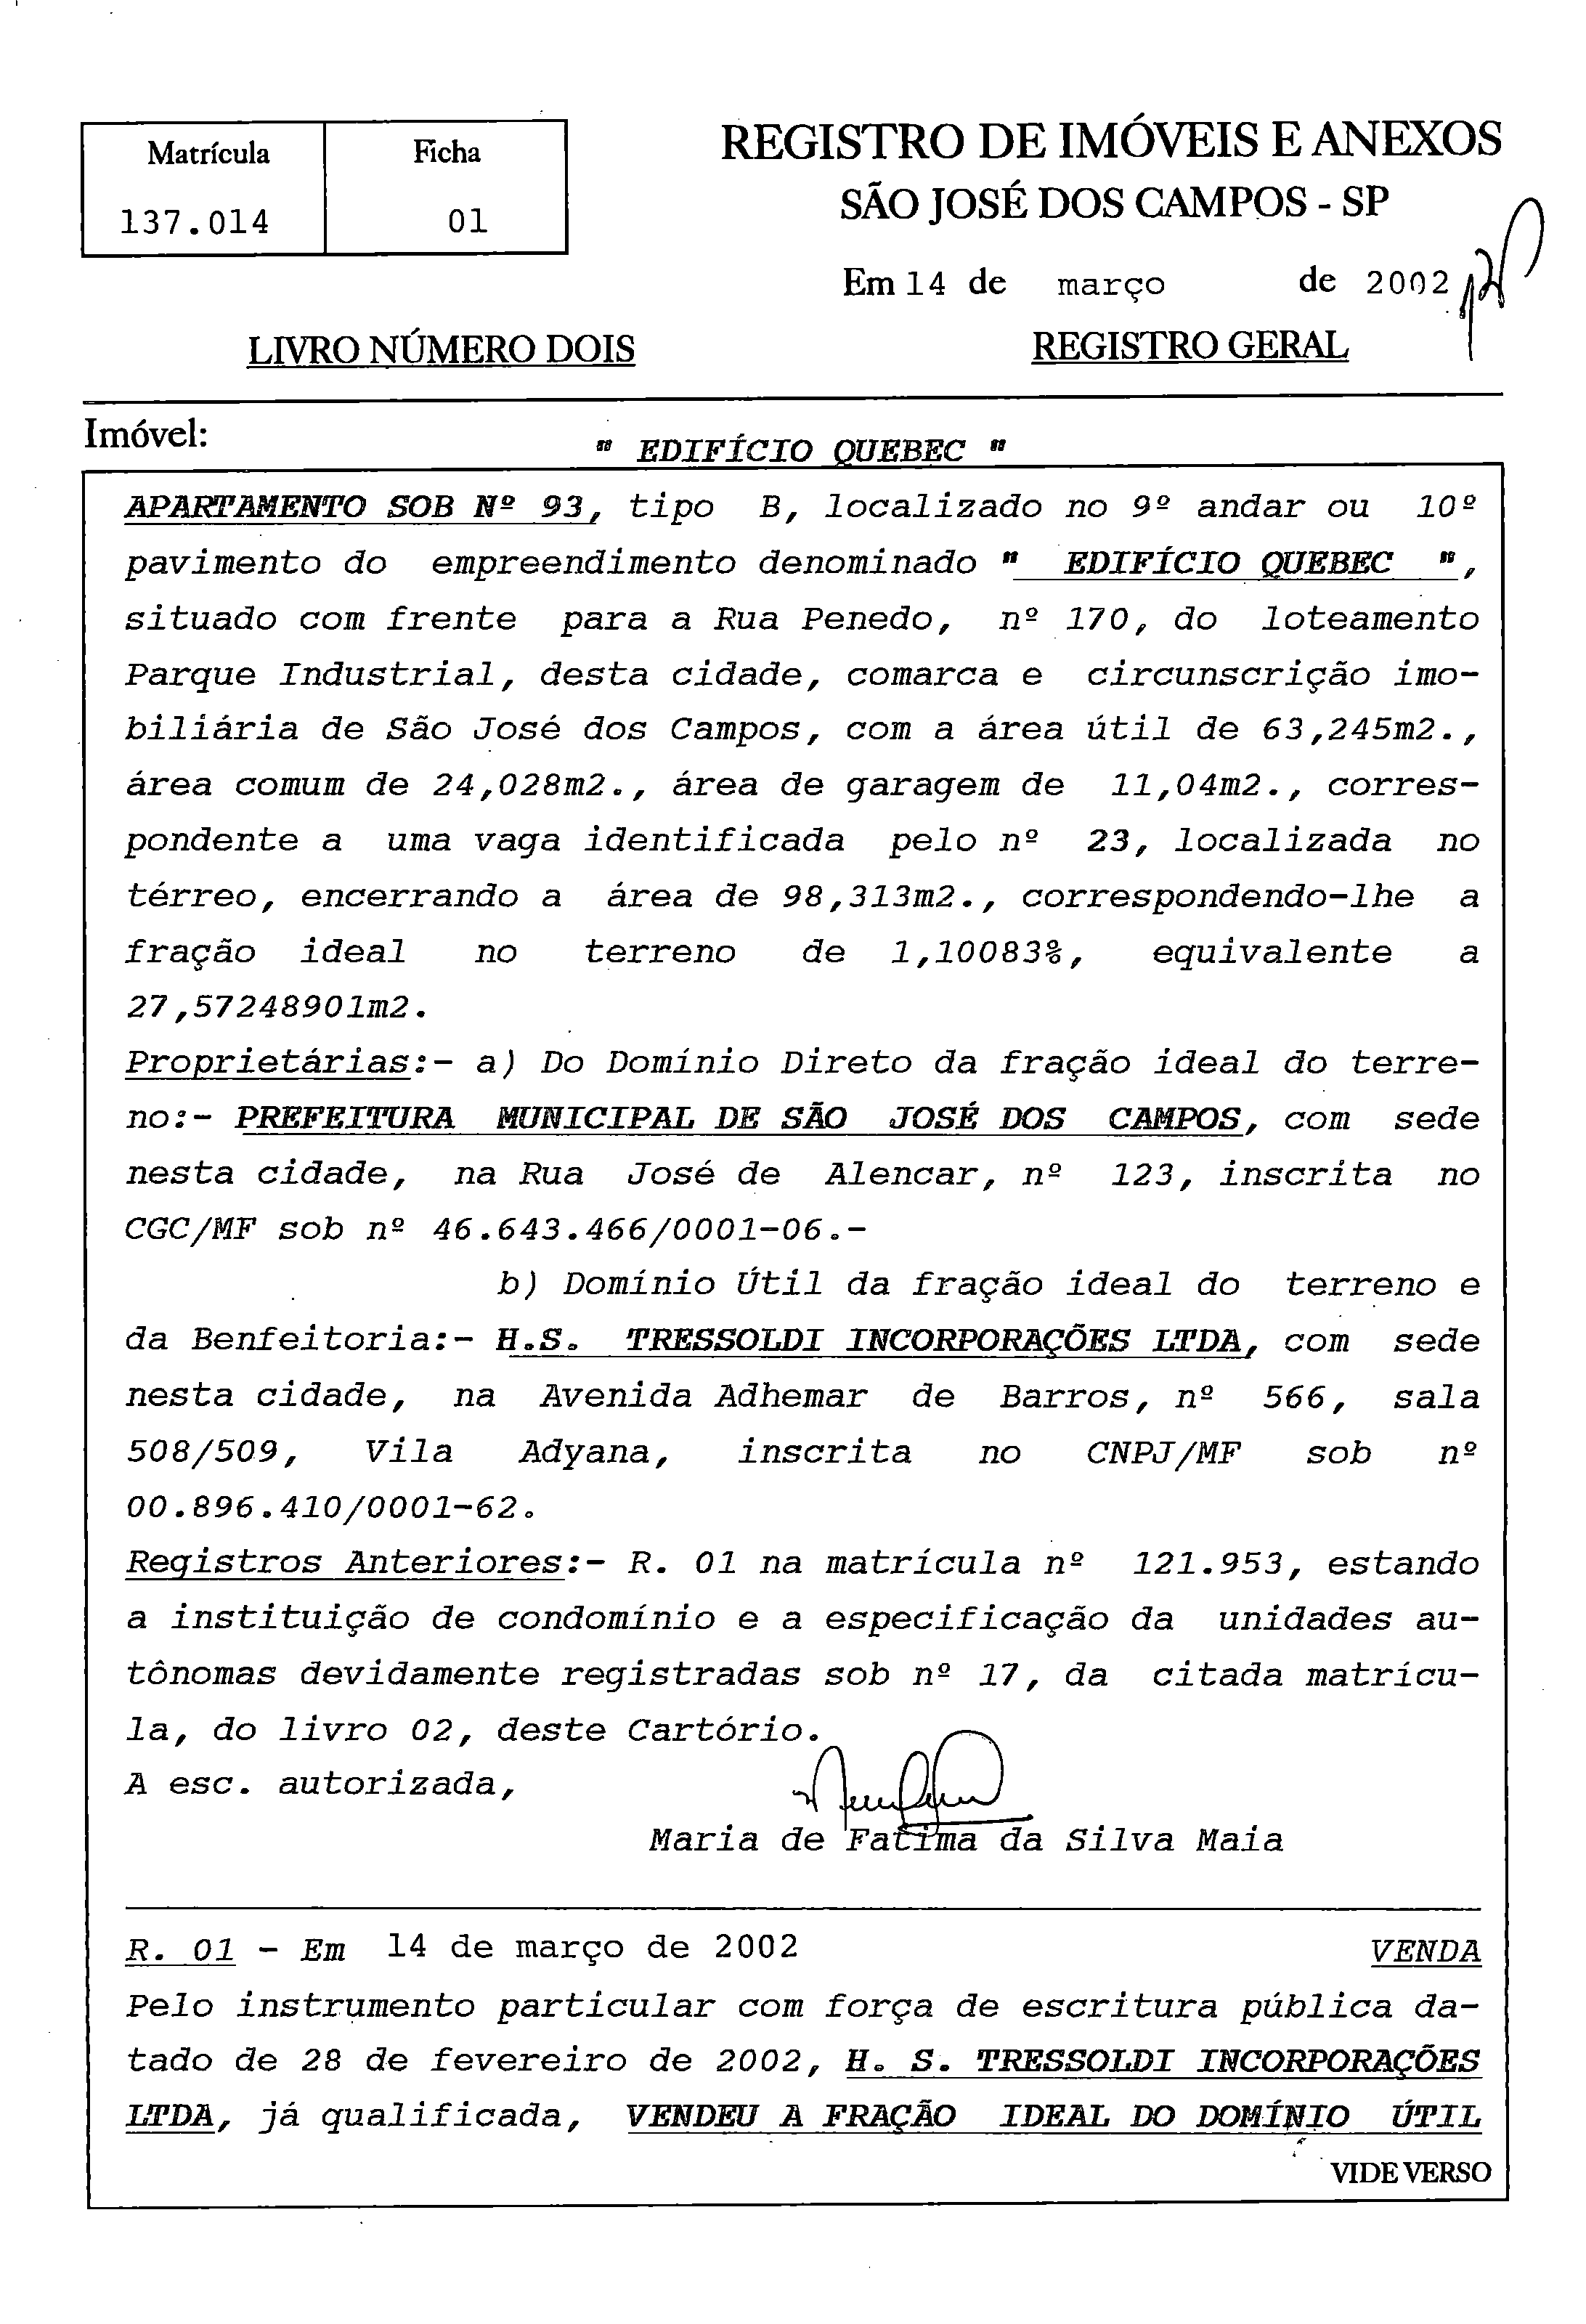 Matrícula
Ficha
137.014
01
REGISTRO DE IMÓVEIS E ANEXOS
SÃO JOSÉ DOS CAMPOS - SP
Em 14 de março de 2002
LIVRO NÚMERO DOIS
REGISTRO GERAL
Imóvel:
" EDIFÍCIO QUEBEC "
APARTAMENTO SOB Nº 93, tipo B, localizado no 9º andar ou 10º
pavimento do empreendimento denominado " EDIFÍCIO QUEBEC ",
situado com frente para a Rua Penedo, nº 170, do loteamento
Parque Industrial, desta cidade, comarca e circunscrição imo-
biliária de São José dos Campos, com a área útil de 63,245m2.,
área comum de 24,028m2., área de garagem de 11,04m2., corres-
pondente a uma vaga identificada pelo nº 23, localizada no
térreo, encerrando a área de 98,313m2., correspondendo-lhe a
fração ideal no terreno de 1,10083%, equivalente a
27,57248901m2.
Proprietárias:- a) Do Domínio Direto da fração ideal do terre-
no:- PREFEITURA MUNICIPAL DE SÃO JOSÉ DOS CAMPOS, com sede
nesta cidade, na Rua José de Alencar, nº 123, inscrita no
CGC/MF sob nº 46.643.466/0001-06.-
b) Domínio Útil da fração ideal do terreno e
da Benfeitoria:- H.S. TRESSOLDI INCORPORAÇÕES LTDA, com sede
nesta cidade, na Avenida Adhemar de Barros, nº 566, sala
508/509, Vila Adyana, inscrita no CNPJ/MF sob nº
00.896.410/0001-62.
Registros Anteriores:- R. 01 na matrícula nº 121.953, estando
a instituição de condomínio e a especificação da unidades au-
tônomas devidamente registradas sob nº 17, da citada matrícu-
la, do livro 02, deste Cartório.
A esc. autorizada,
Maria de Fatima da Silva Maia
R. 01 - Em 14 de março de 2002 VENDA
Pelo instrumento particular com força de escritura pública da-
tado de 28 de fevereiro de 2002, H. S. TRESSOLDI INCORPORAÇÕES
LTDA, já qualificada, VENDEU A FRAÇÃO IDEAL DO DOMÍNIO ÚTIL
VIDE VERSO